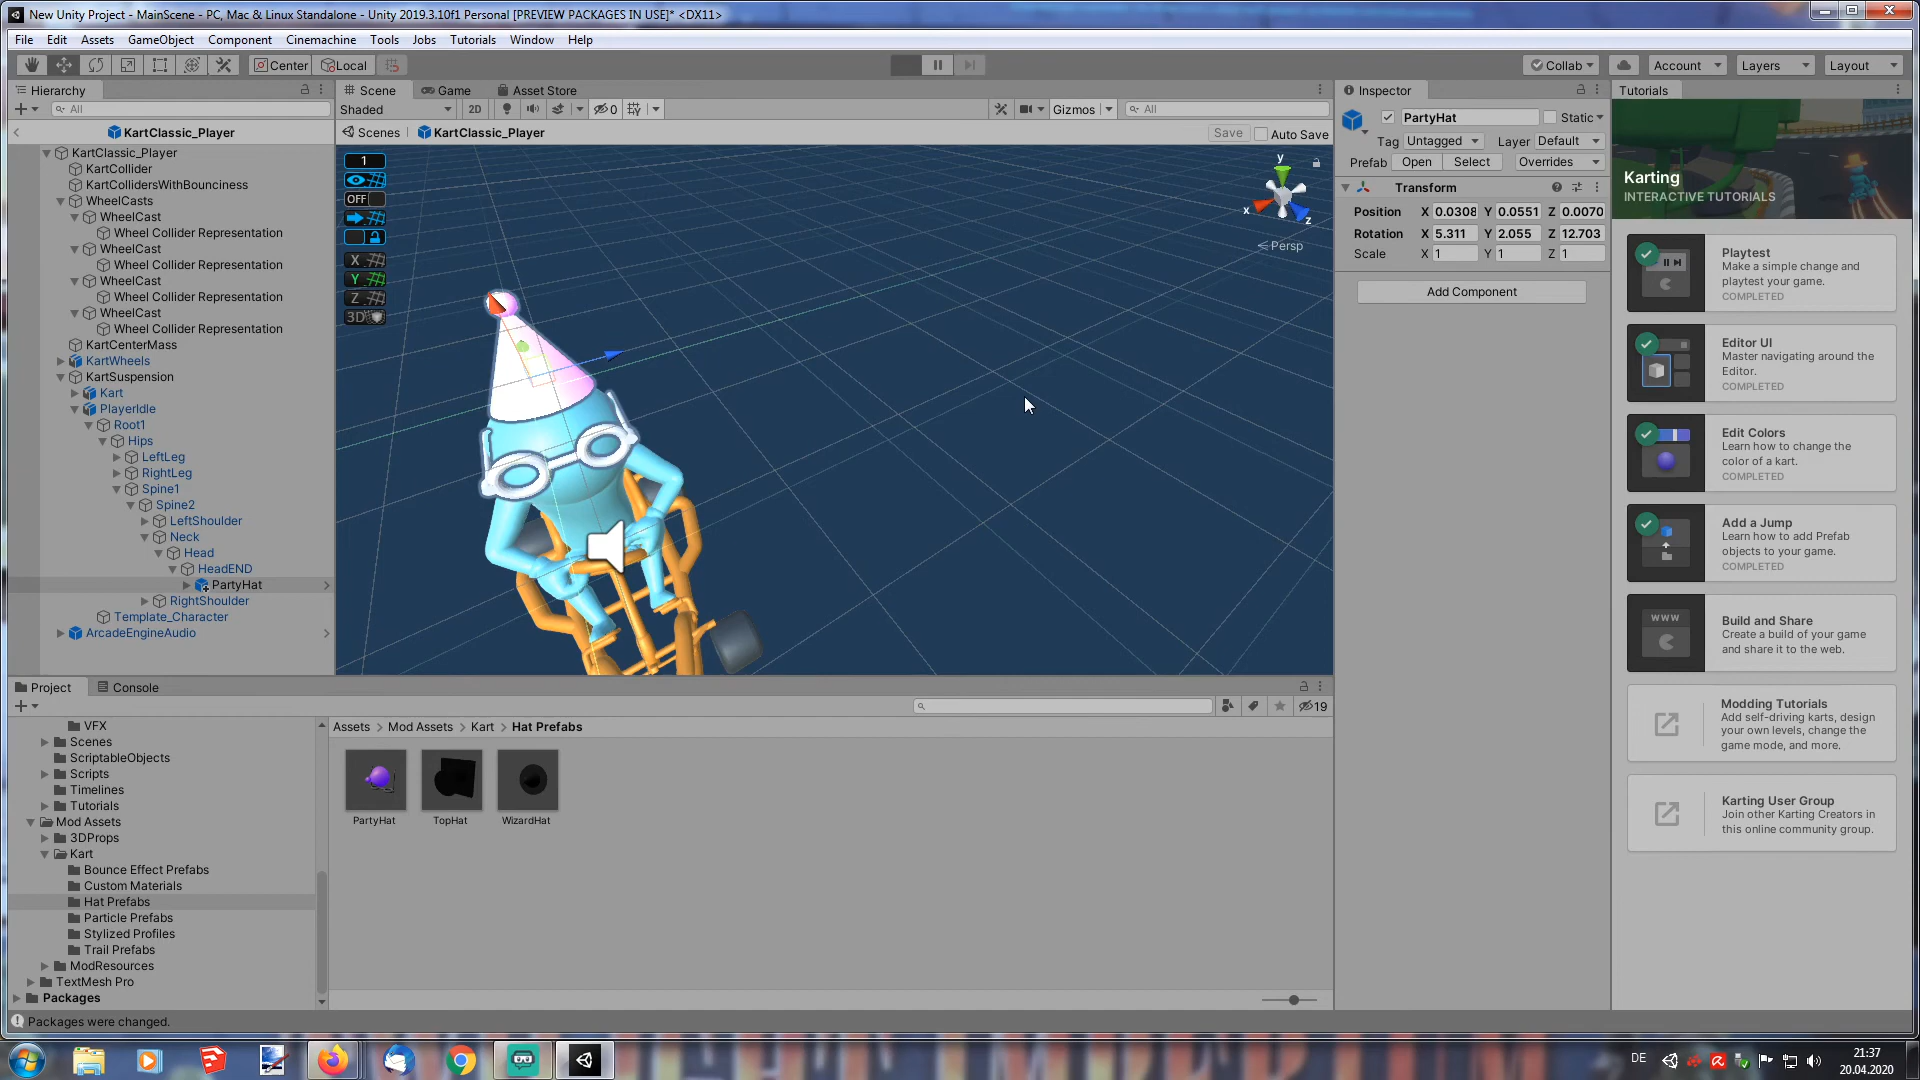 New Unity Project - MainScene - PC, Mac & Linux Standalone - Unity 2019.3.10f1 Personal [PREVIEW PACKAGES IN USE]* <DX11>
File Edit Assets GameObject Component Cinemachine Tools Jobs Tutorials Window Help
Center Local Collab Account Layers Layout
Hierarchy
All
KartClassic_Player
KartClassic_Player
KartCollider
KartCollidersWithBounciness
WheelCasts
WheelCast
Wheel Collider Representation
WheelCast
Wheel Collider Representation
WheelCast
Wheel Collider Representation
WheelCast
Wheel Collider Representation
KartCenterMass
KartWheels
KartSuspension
Kart
PlayerIdle
Root1
Hips
LeftLeg
RightLeg
Spine1
Spine2
LeftShoulder
Neck
Head
HeadEND
PartyHat
RightShoulder
Template_Character
ArcadeEngineAudio
Scene Game Asset Store
Shaded 2D 0 Gizmos All
Scenes KartClassic_Player Save Auto Save
1
OFF
X
Y
Z
3D
y
x
z
Persp
Inspector
PartyHat Static
Tag Untagged Layer Default
Prefab Open Select Overrides
Transform
Position X 0.0308 Y 0.0551 Z 0.0070
Rotation X 5.311 Y 2.055 Z 12.703
Scale X 1 Y 1 Z 1
Add Component
Tutorials
Karting
INTERACTIVE TUTORIALS
Playtest
Make a simple change and
playtest your game.
COMPLETED
Editor UI
Master navigating around the
Editor.
COMPLETED
Edit Colors
Learn how to change the
color of a kart.
COMPLETED
Add a Jump
Learn how to add Prefab
objects to your game.
COMPLETED
WWW
Build and Share
Create a build of your game
and share it to the web.
Modding Tutorials
Add self-driving karts, design
your own levels, change the
game mode, and more.
Karting User Group
Join other Karting Creators in
this online community group.
Project Console
19
VFX
Scenes
ScriptableObjects
Scripts
Timelines
Tutorials
Mod Assets
3DProps
Kart
Bounce Effect Prefabs
Custom Materials
Hat Prefabs
Particle Prefabs
Stylized Profiles
Trail Prefabs
ModResources
TextMesh Pro
Packages
Assets > Mod Assets > Kart > Hat Prefabs
PartyHat TopHat WizardHat
Packages were changed.
DE
21:37
20.04.2020